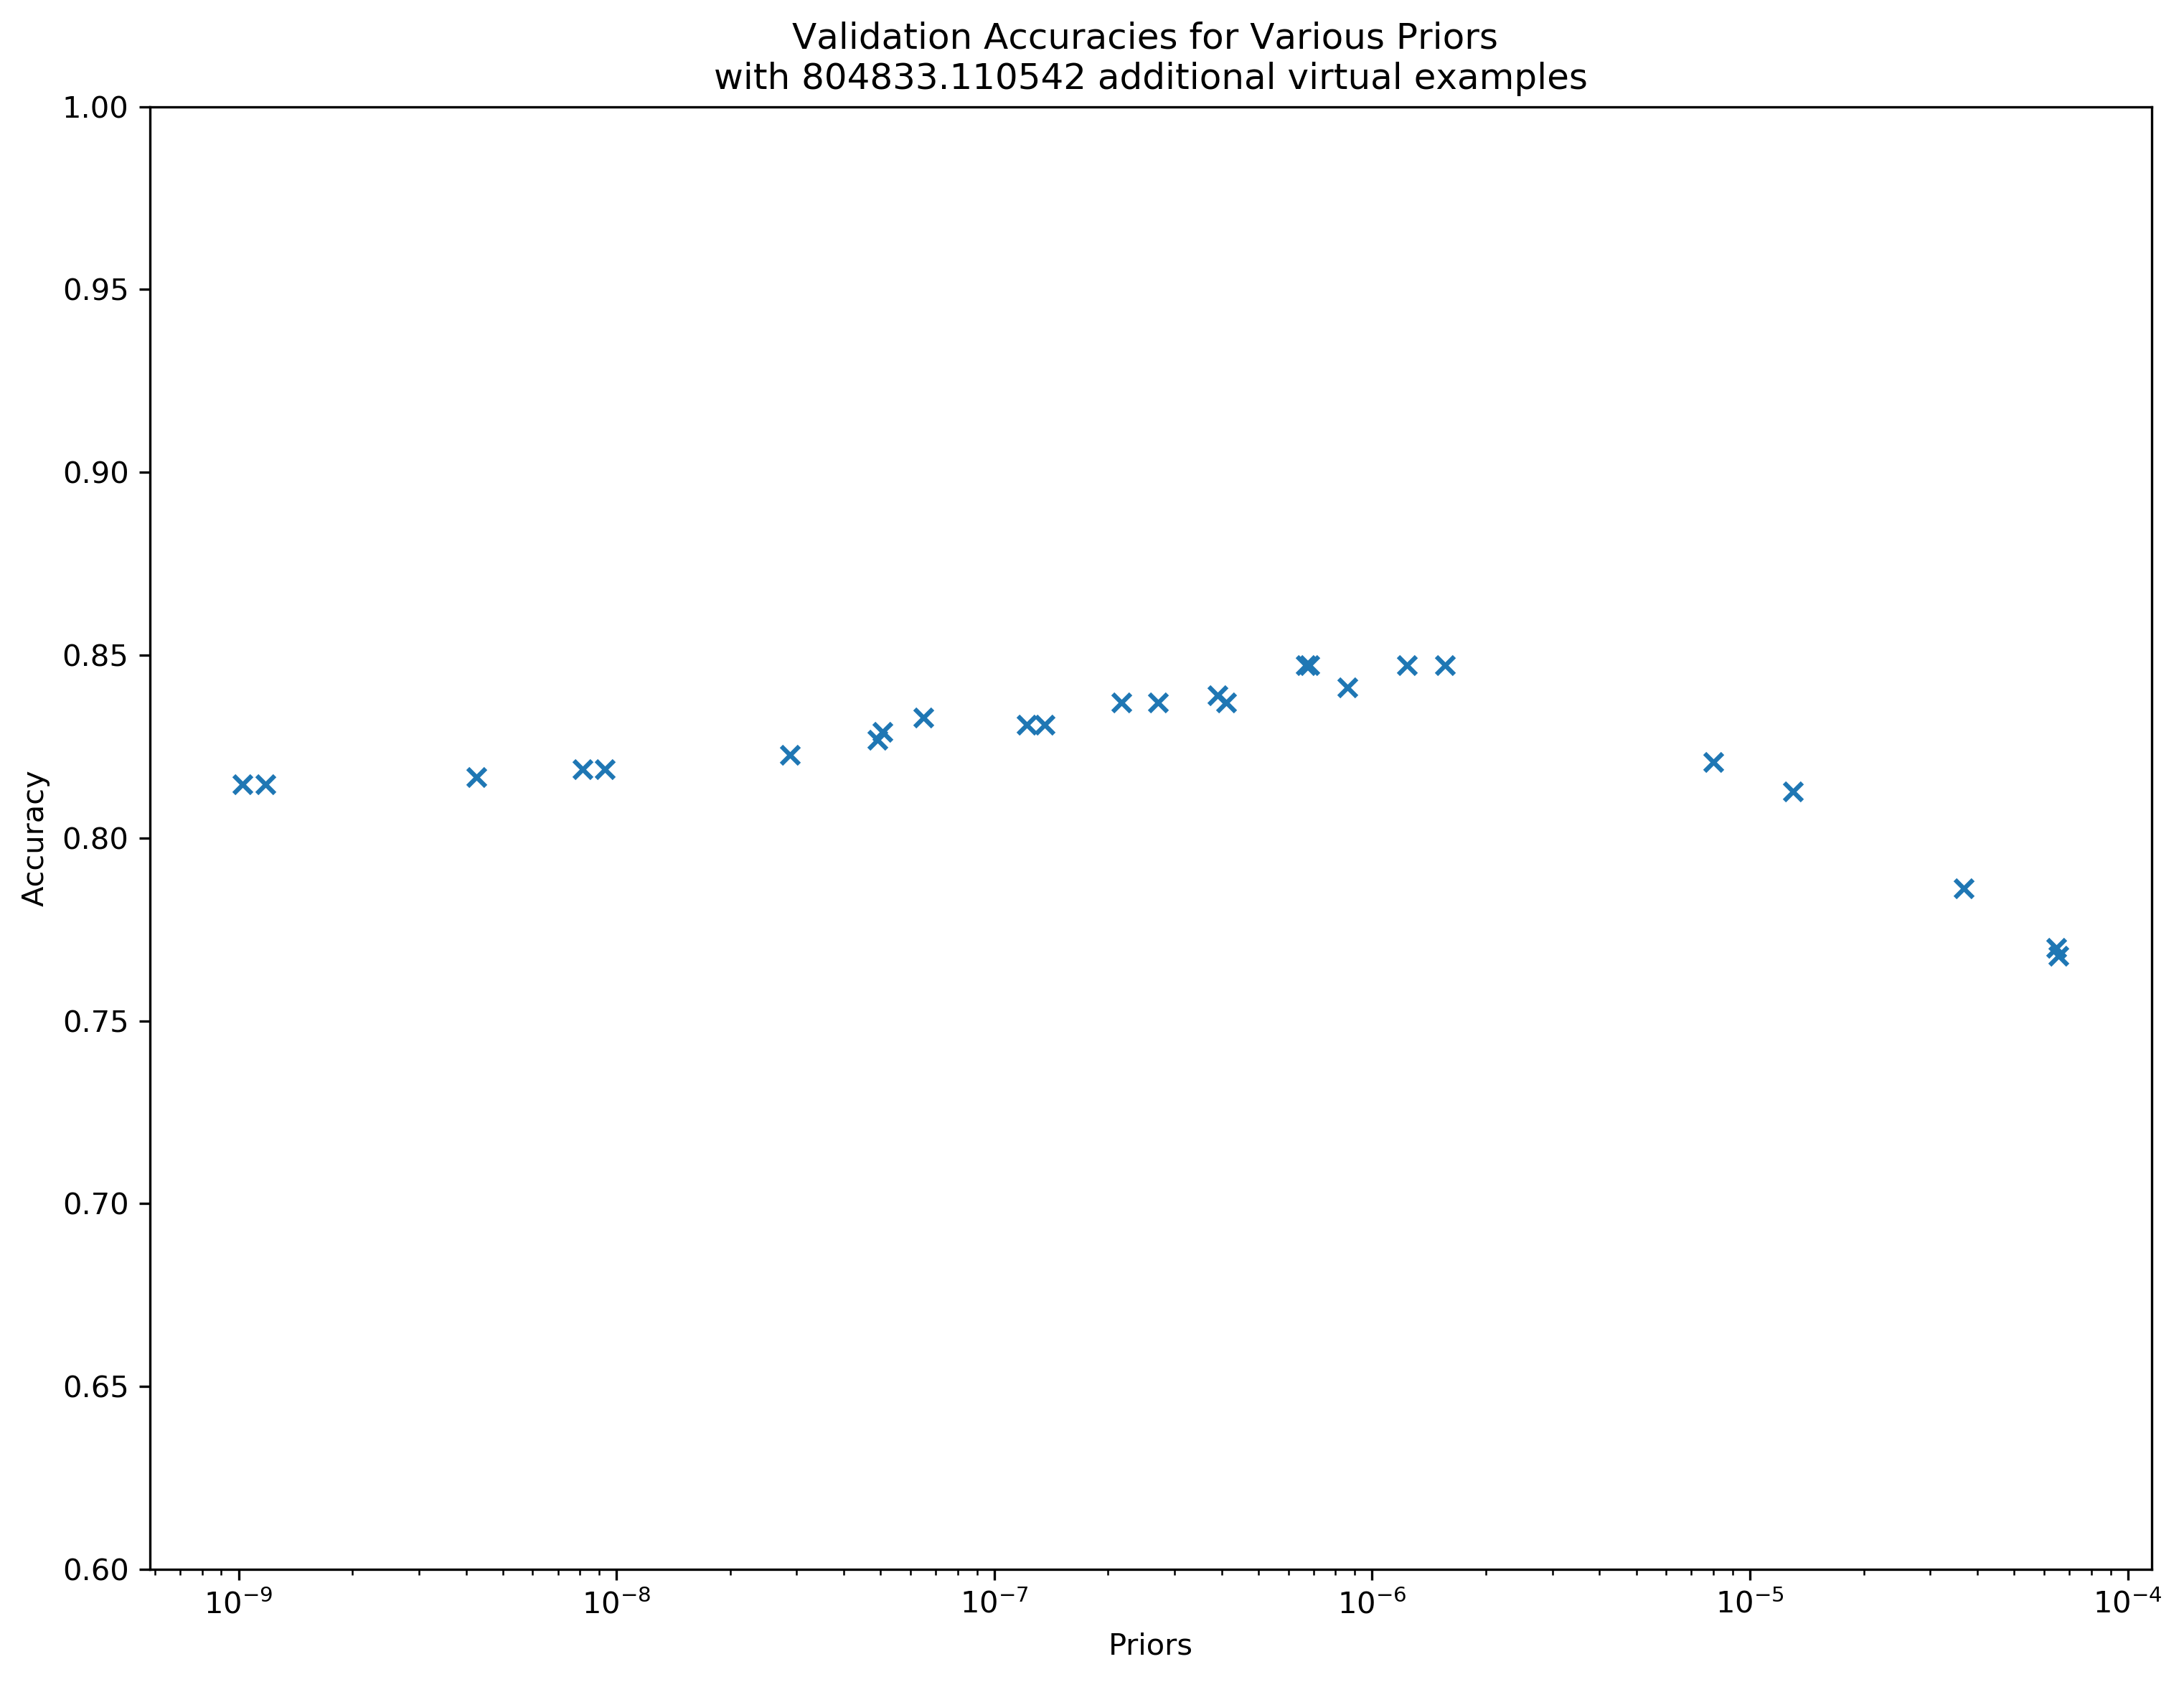 Validation Accuracies for Various Priors
with 804833.110542 additional virtual examples
1.00
0.95
0.90
0.85
0.80
0.75
0.70
0.65
0.60
Accuracy
10⁻⁹ 10⁻⁸ 10⁻⁷ 10⁻⁶ 10⁻⁵ 10⁻⁴
Priors